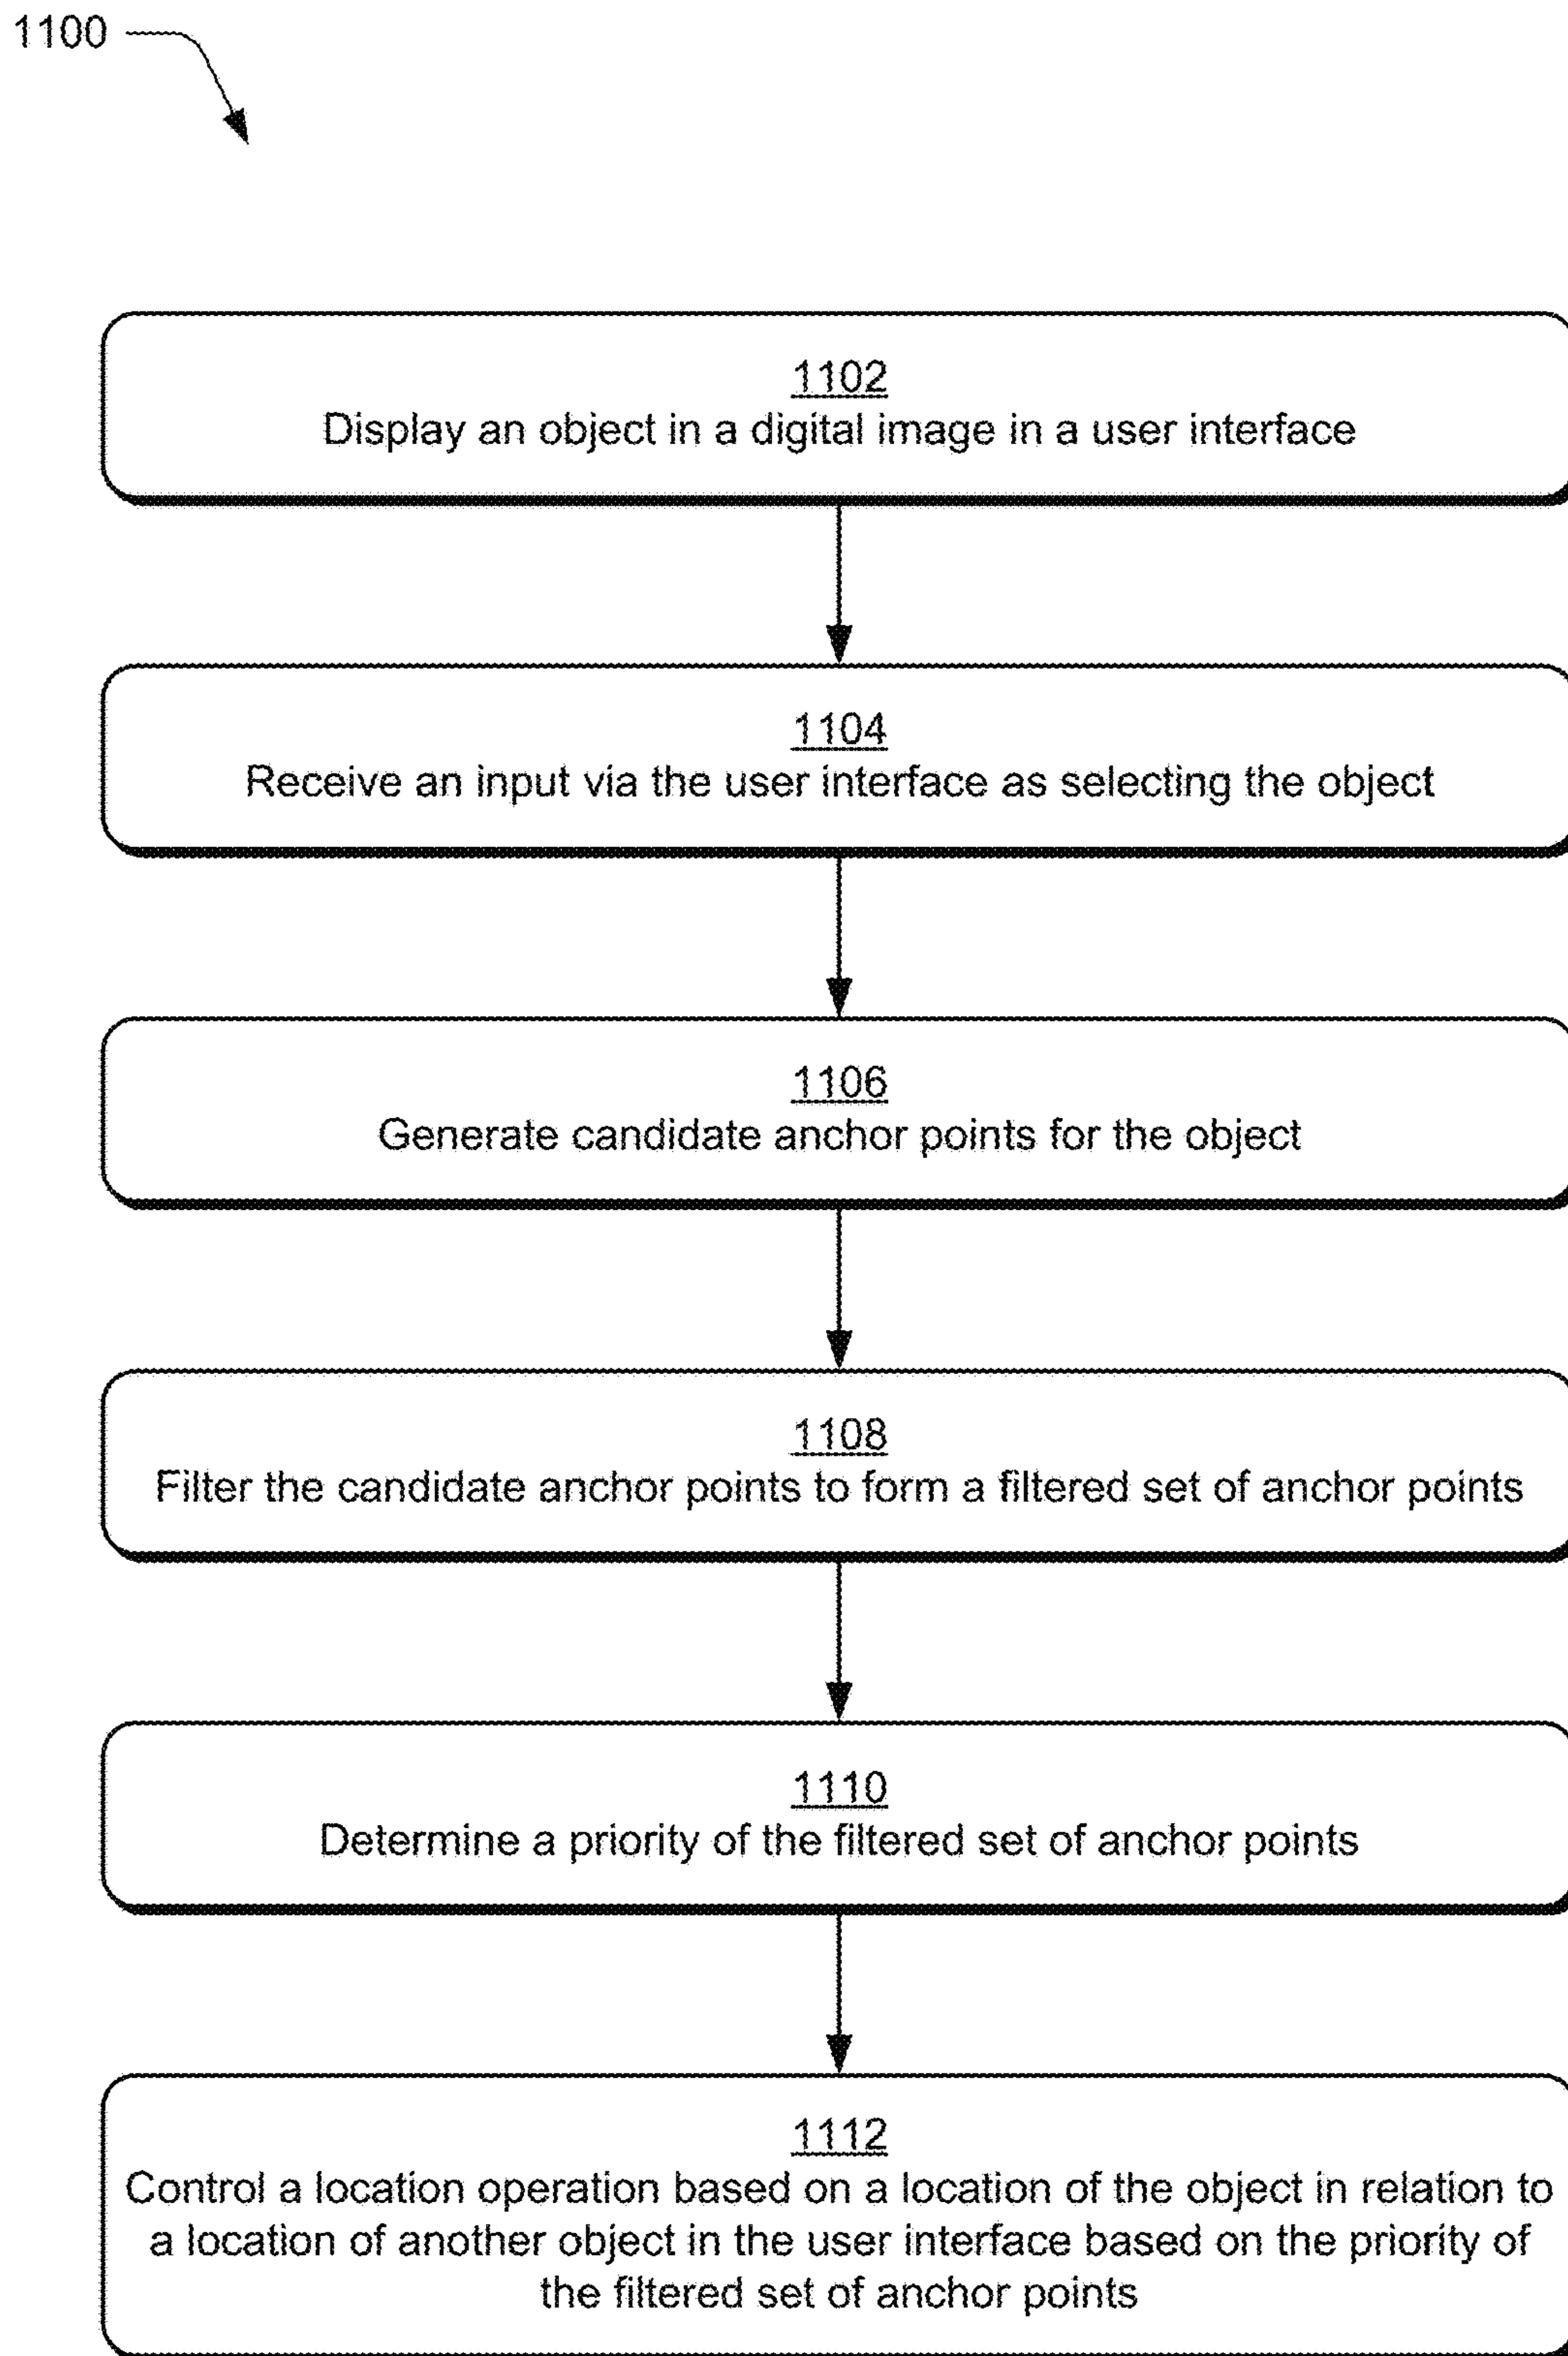 1100
1102
Display an object in a digital image in a user interface
1104
Receive an input via the user interface as selecting the object
1106
Generate candidate anchor points for the object
1108
Filter the candidate anchor points to form a filtered set of anchor points
1110
Determine a priority of the filtered set of anchor points
1112
Control a location operation based on a location of the object in relation to
a location of another object in the user interface based on the priority of
the filtered set of anchor points